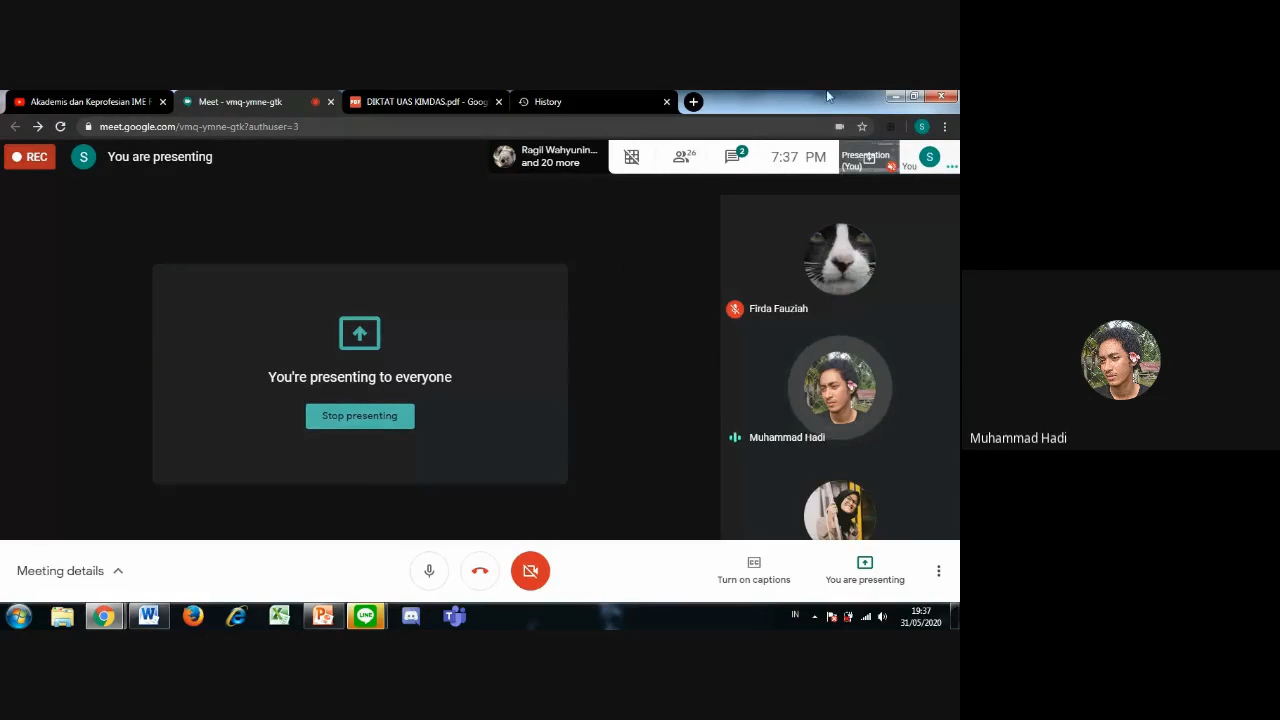 Akademis dan Keprofesian IME F
Meet - vmq-ymne-gtk
DIKTAT UAS KIMDAS.pdf - Goog
History
meet.google.com/vmq-ymne-gtk?authuser=3
S
REC
S
You are presenting
Ragil Wahyunin...
and 20 more
26
2
7:37 PM
Presentation
(You)
You
S
Firda Fauziah
You're presenting to everyone
Stop presenting
Muhammad Hadi
Muhammad Hadi
Meeting details
CC
Turn on captions
You are presenting
LINE
IN
19:37
31/05/2020